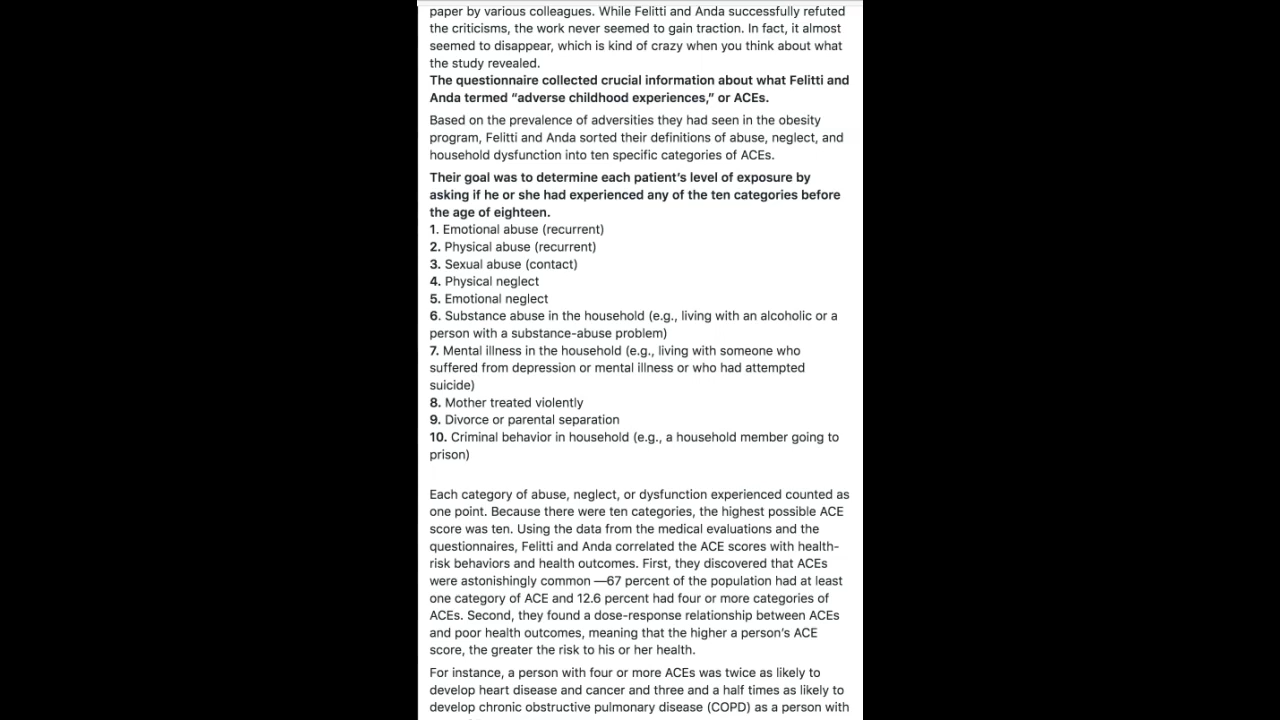 paper by various colleagues. While Felitti and Anda successfully refuted
the criticisms, the work never seemed to gain traction. In fact, it almost
seemed to disappear, which is kind of crazy when you think about what
the study revealed.
The questionnaire collected crucial information about what Felitti and
Anda termed “adverse childhood experiences,” or ACEs.
Based on the prevalence of adversities they had seen in the obesity
program, Felitti and Anda sorted their definitions of abuse, neglect, and
household dysfunction into ten specific categories of ACEs.
Their goal was to determine each patient’s level of exposure by
asking if he or she had experienced any of the ten categories before
the age of eighteen.
1. Emotional abuse (recurrent)
2. Physical abuse (recurrent)
3. Sexual abuse (contact)
4. Physical neglect
5. Emotional neglect
6. Substance abuse in the household (e.g., living with an alcoholic or a
person with a substance-abuse problem)
7. Mental illness in the household (e.g., living with someone who
suffered from depression or mental illness or who had attempted
suicide)
8. Mother treated violently
9. Divorce or parental separation
10. Criminal behavior in household (e.g., a household member going to
prison)
Each category of abuse, neglect, or dysfunction experienced counted as
one point. Because there were ten categories, the highest possible ACE
score was ten. Using the data from the medical evaluations and the
questionnaires, Felitti and Anda correlated the ACE scores with health-
risk behaviors and health outcomes. First, they discovered that ACEs
were astonishingly common —67 percent of the population had at least
one category of ACE and 12.6 percent had four or more categories of
ACEs. Second, they found a dose-response relationship between ACEs
and poor health outcomes, meaning that the higher a person’s ACE
score, the greater the risk to his or her health.
For instance, a person with four or more ACEs was twice as likely to
develop heart disease and cancer and three and a half times as likely to
develop chronic obstructive pulmonary disease (COPD) as a person with